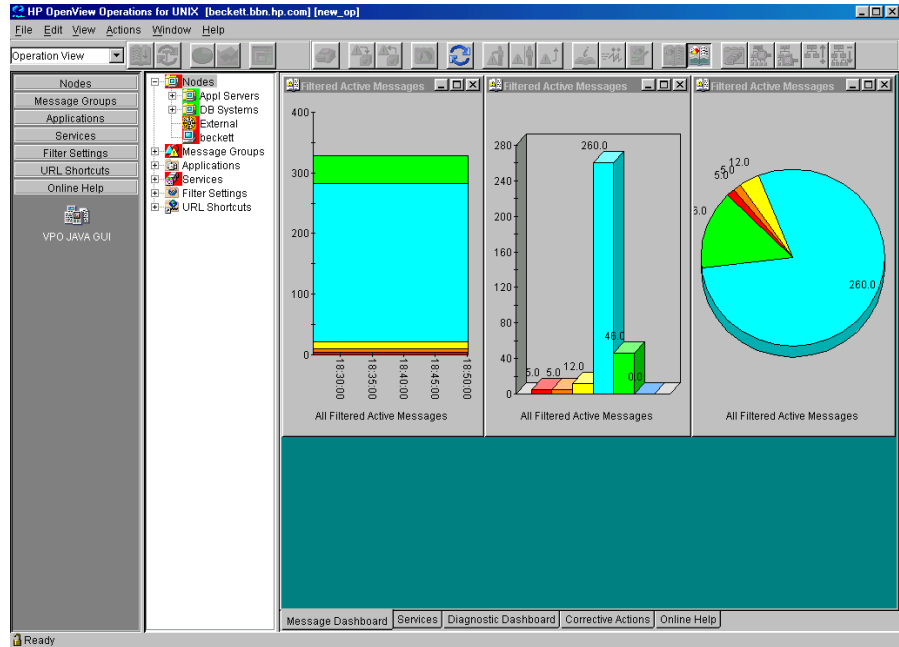 HP OpenView Operations for UNIX [beckett.bbn.hp.com] [new_op]
File Edit View Actions Window Help
Operation View
Nodes
Message Groups
Applications
Services
Filter Settings
URL Shortcuts
Online Help
VPO JAVA GUI
Nodes
Appl Servers
DB Systems
External
beckett
Message Groups
Applications
Services
Filter Settings
URL Shortcuts
Filtered Active Messages
400
300
200
100
0
18:30:00
18:35:00
18:40:00
18:45:00
18:50:00
All Filtered Active Messages
Filtered Active Messages
280
240
200
160
120
80
40
0
5.0 5.0 12.0
260.0
46.0
0.0
All Filtered Active Messages
Filtered Active Messages
12.0
6.0
260.0
All Filtered Active Messages
Message Dashboard Services Diagnostic Dashboard Corrective Actions Online Help
Ready